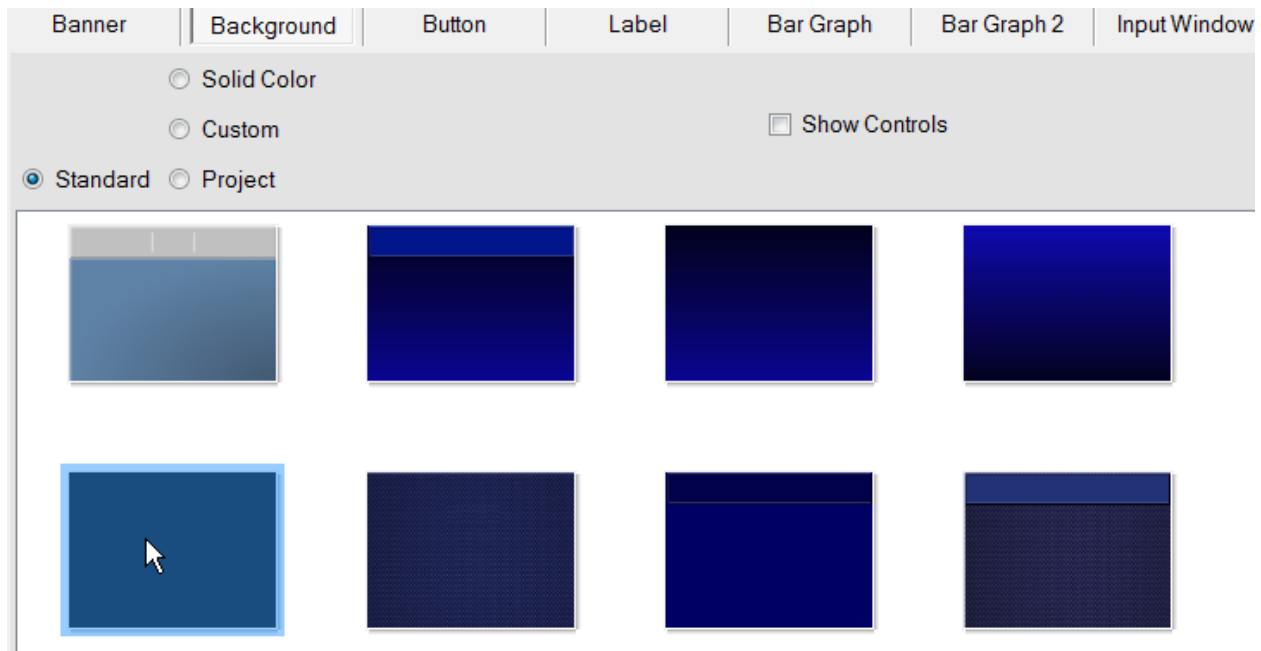 Banner Background Button Label Bar Graph Bar Graph 2 Input Window
Solid Color
Custom
Show Controls
Standard Project